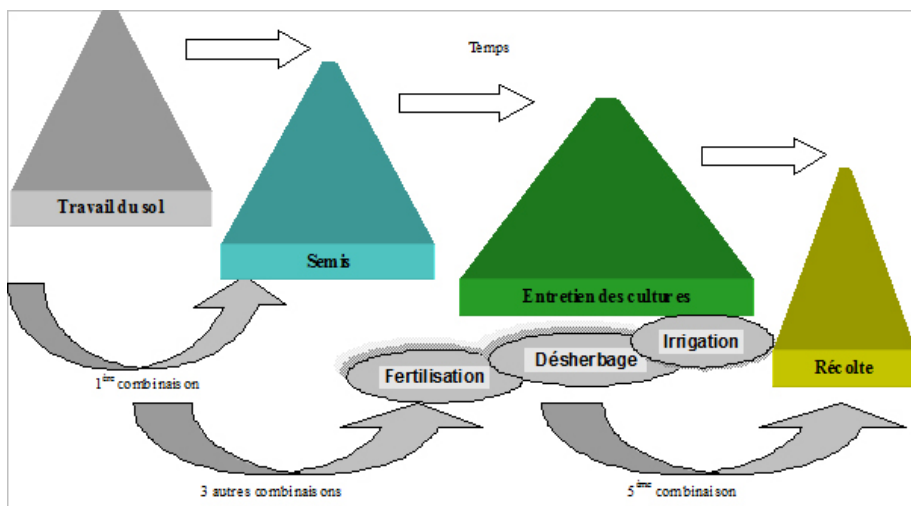 Temps
Travail du sol
Semis
Entretien des cultures
Irrigation
Désherbage
Fertilisation
Récolte
1ère combinaison
3 autres combinaisons
5ème combinaison